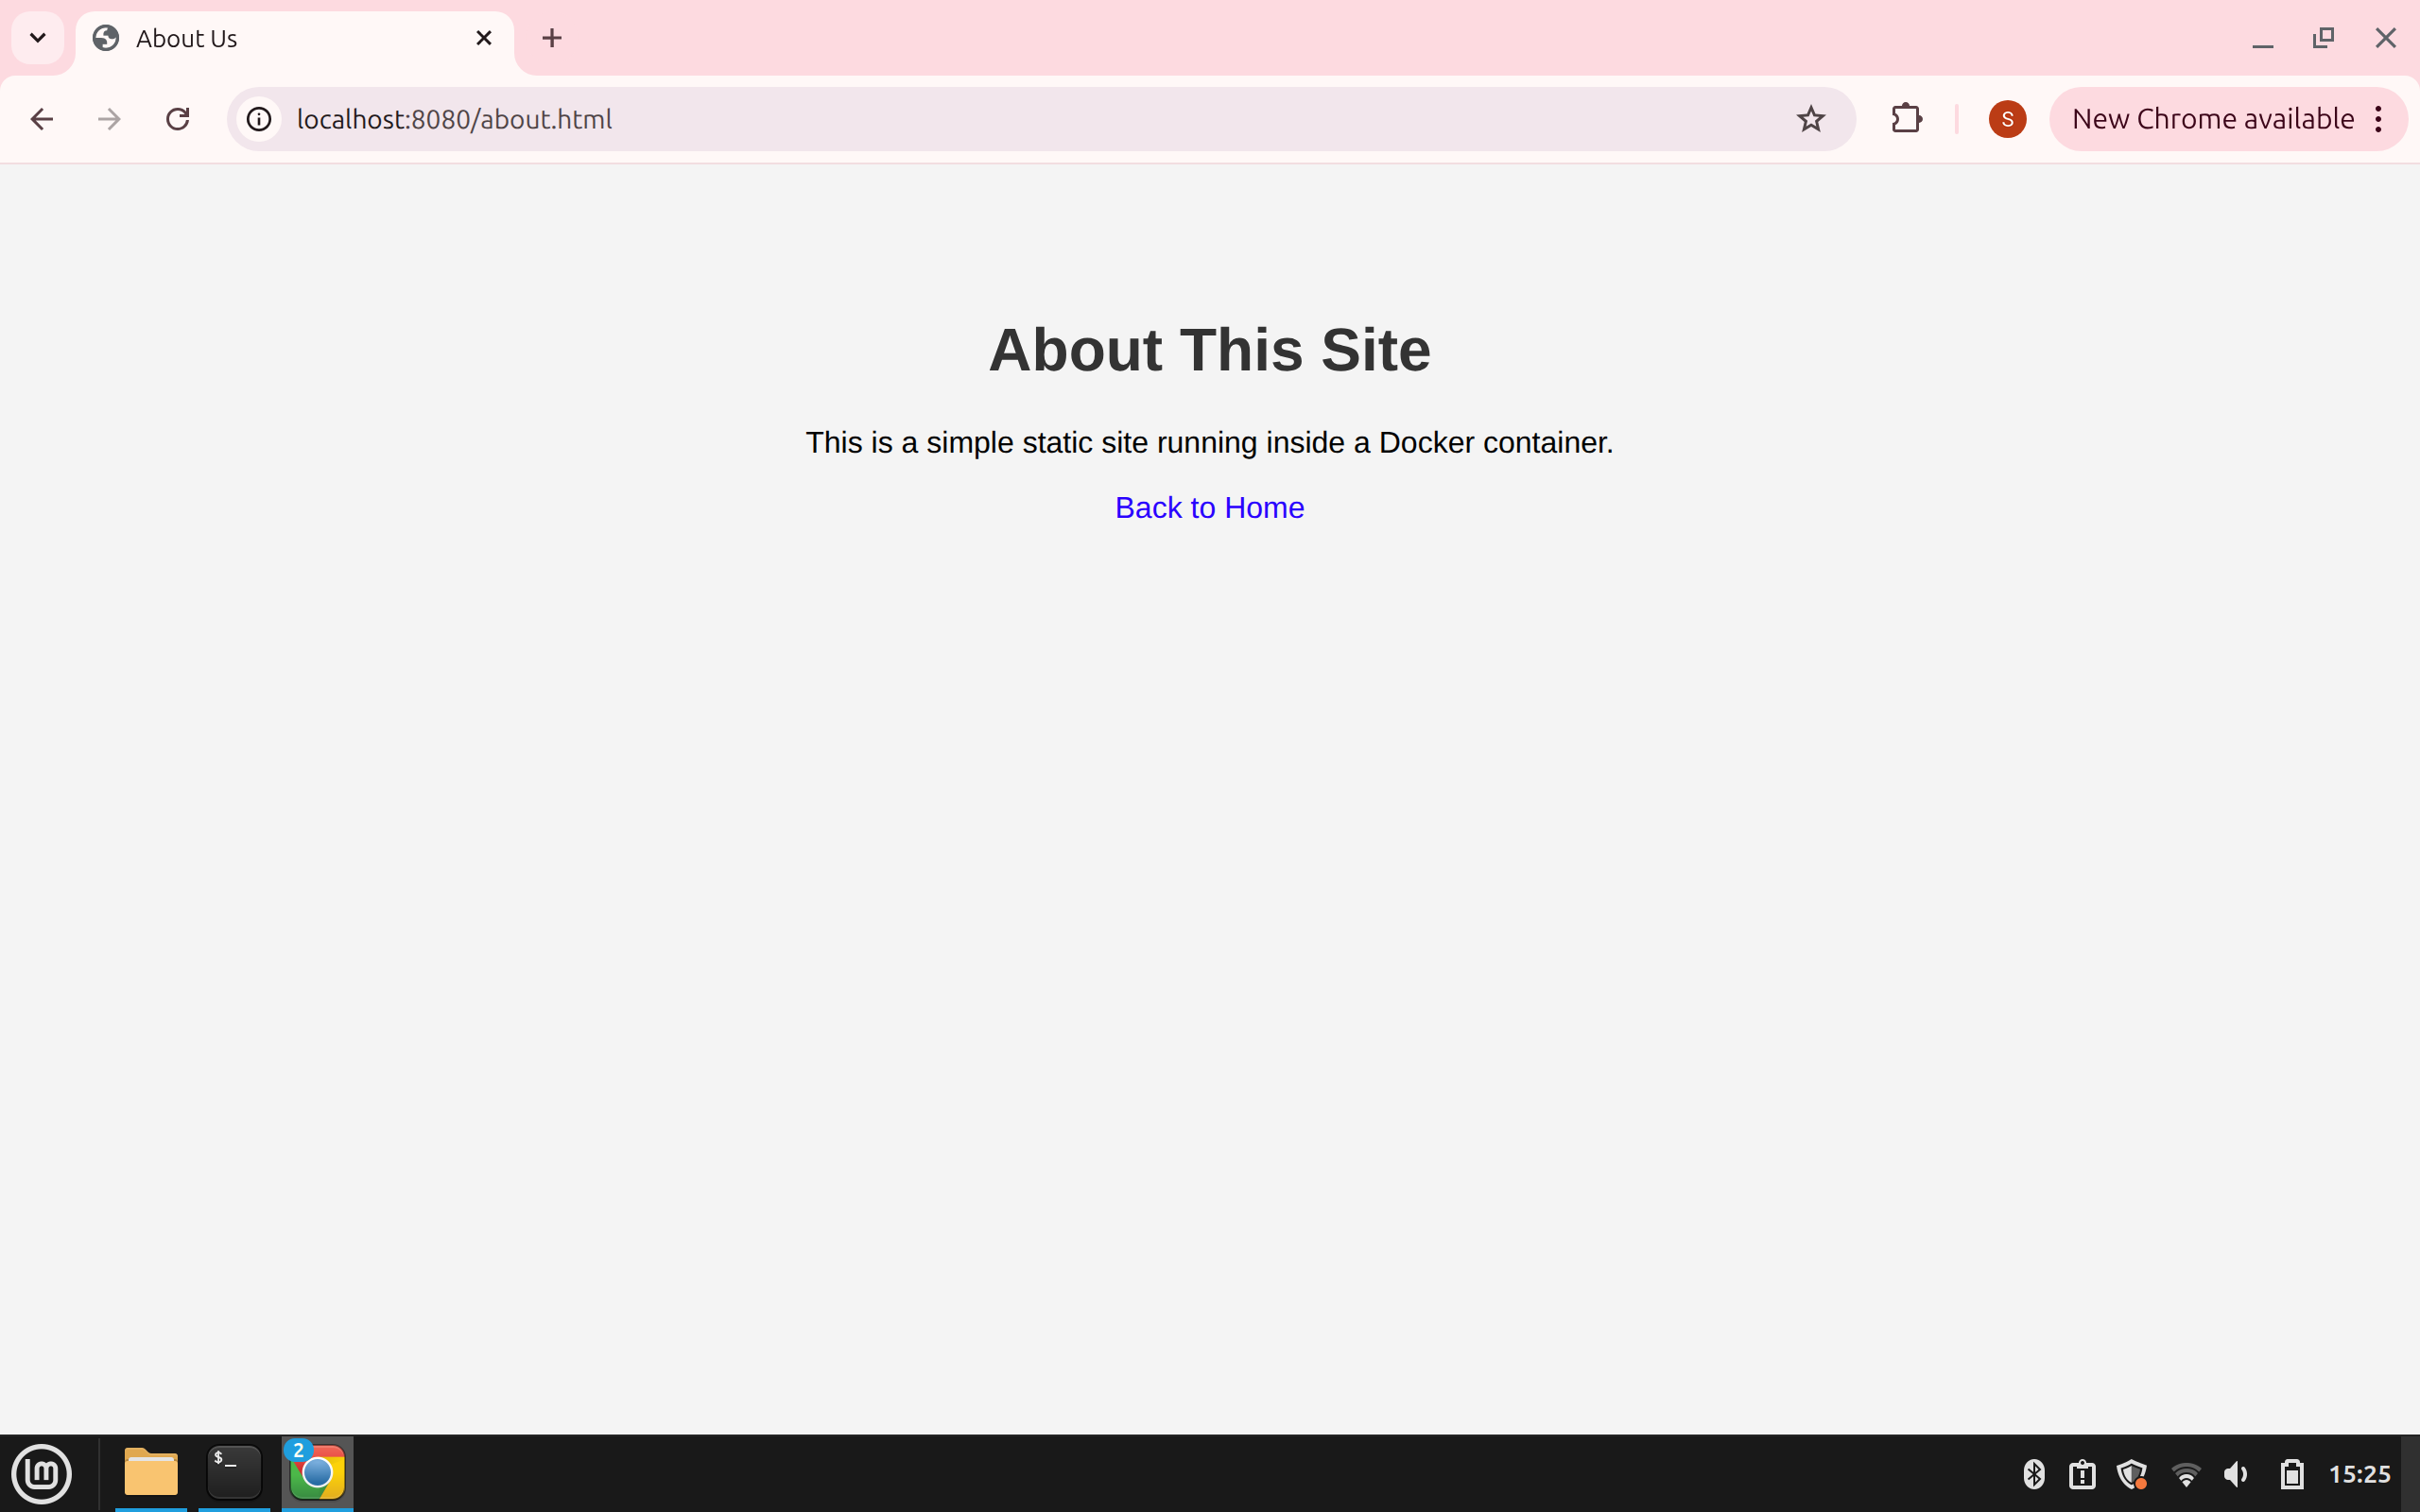 About Us
localhost:8080/about.html
S
New Chrome available
About This Site
This is a simple static site running inside a Docker container.
Back to Home
$_
2
15:25